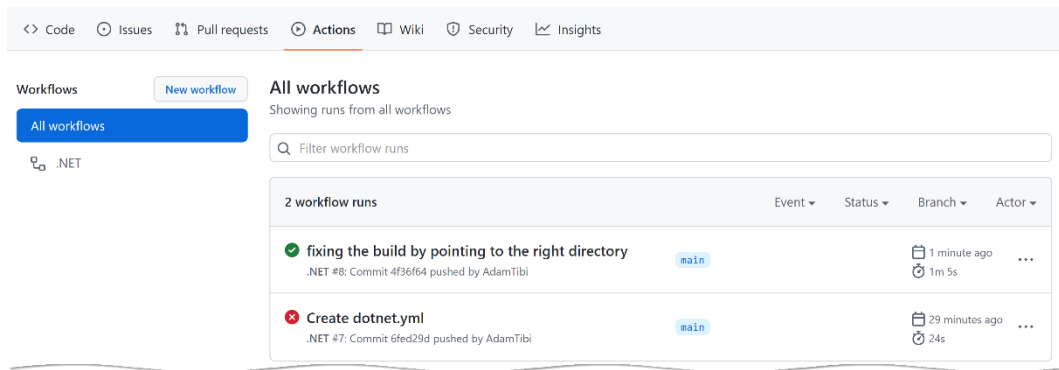 Code Issues Pull requests Actions Wiki Security Insights
Workflows New workflow
All workflows
.NET
All workflows
Showing runs from all workflows
Filter workflow runs
2 workflow runs Event Status Branch Actor
fixing the build by pointing to the right directory
.NET #8: Commit 4f36f64 pushed by AdamTibi
main
1 minute ago
1m 5s
Create dotnet.yml
.NET #7: Commit 6fed29d pushed by AdamTibi
main
29 minutes ago
24s